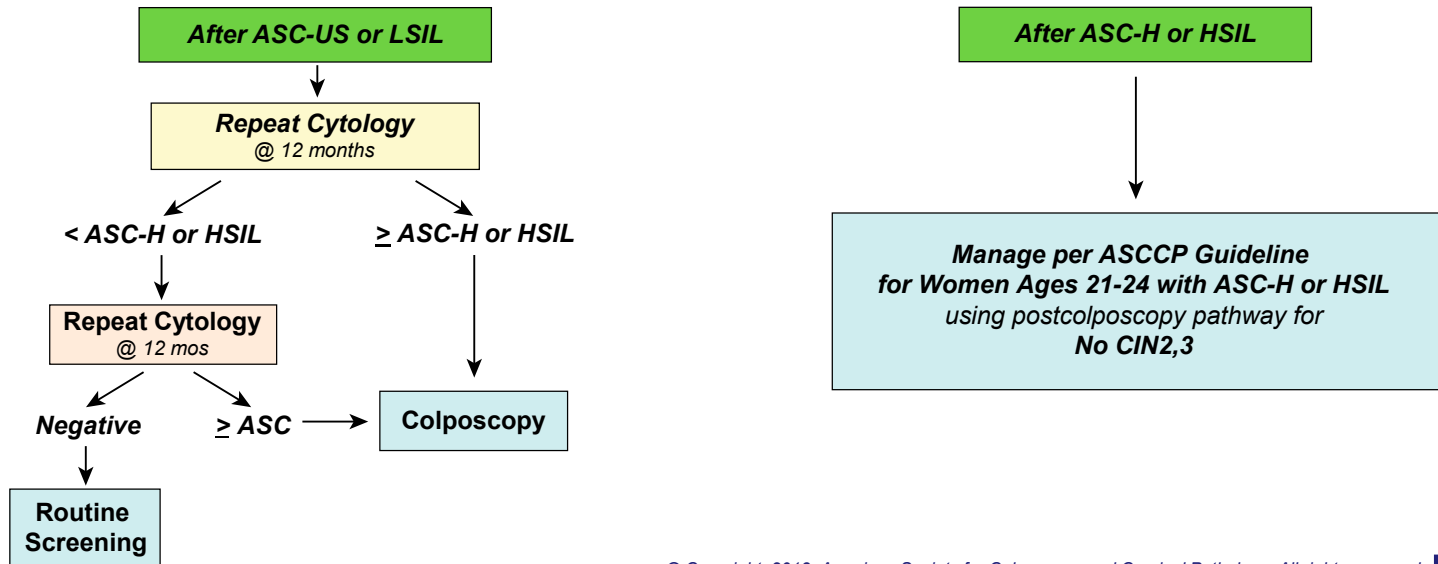 After ASC-US or LSIL
Repeat Cytology
@ 12 months
< ASC-H or HSIL
≥ ASC-H or HSIL
Repeat Cytology
@ 12 mos
Negative
≥ ASC
Colposcopy
Routine
Screening
After ASC-H or HSIL
Manage per ASCCP Guideline
for Women Ages 21-24 with ASC-H or HSIL
using postcolposcopy pathway for
No CIN2,3